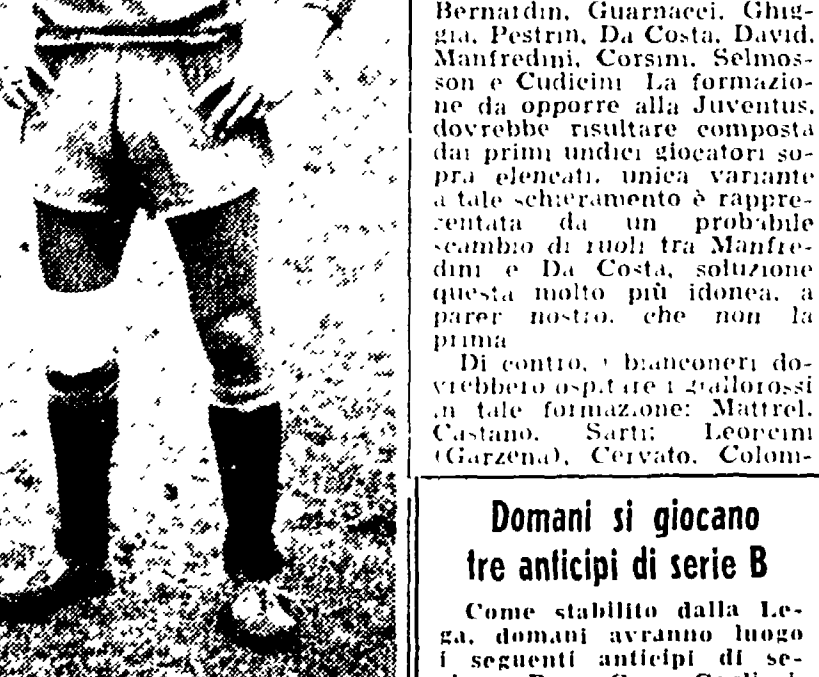 Bernardin, Guarnacci, Ghig-
gia, Pestrin, Da Costa, David,
Manfredini, Corsini, Selmos-
son e Cudicini La formazio-
ne da opporre alla Juventus,
dovrebbe risultare composta
dai primi undici giocatori so-
pra elencati, unica variante
a tale schieramento è rappre-
sentata da un probabile
scambio di ruoli tra Manfre-
dini e Da Costa, soluzione
questa molto più idonea, a
parer nostro, che non la
prima
Di contro, i bianconeri do-
vrebbero ospitare i giallorossi
in tale formazione: Mattrel,
Castano, Sarti; Leoncini
(Garzena), Cervato, Colom-
Domani si giocano
tre anticipi di serie B
Come stabilito dalla Le-
ga, domani avranno luogo
i seguenti anticipi di se-